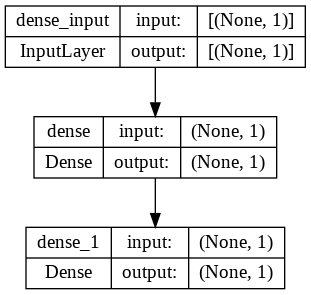 dense_input input: [(None, 1)]
InputLayer output: [(None, 1)]
dense input: (None, 1)
Dense output: (None, 1)
dense_1 input: (None, 1)
Dense output: (None, 1)